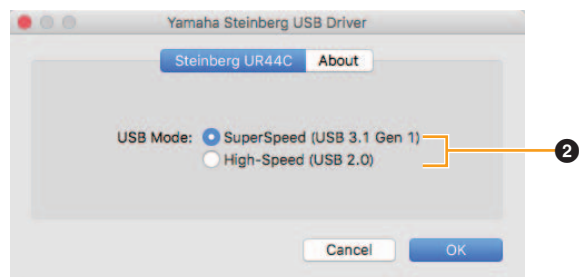 Yamaha Steinberg USB Driver
Steinberg UR44C About
USB Mode: SuperSpeed (USB 3.1 Gen 1)
High-Speed (USB 2.0)
2
Cancel OK